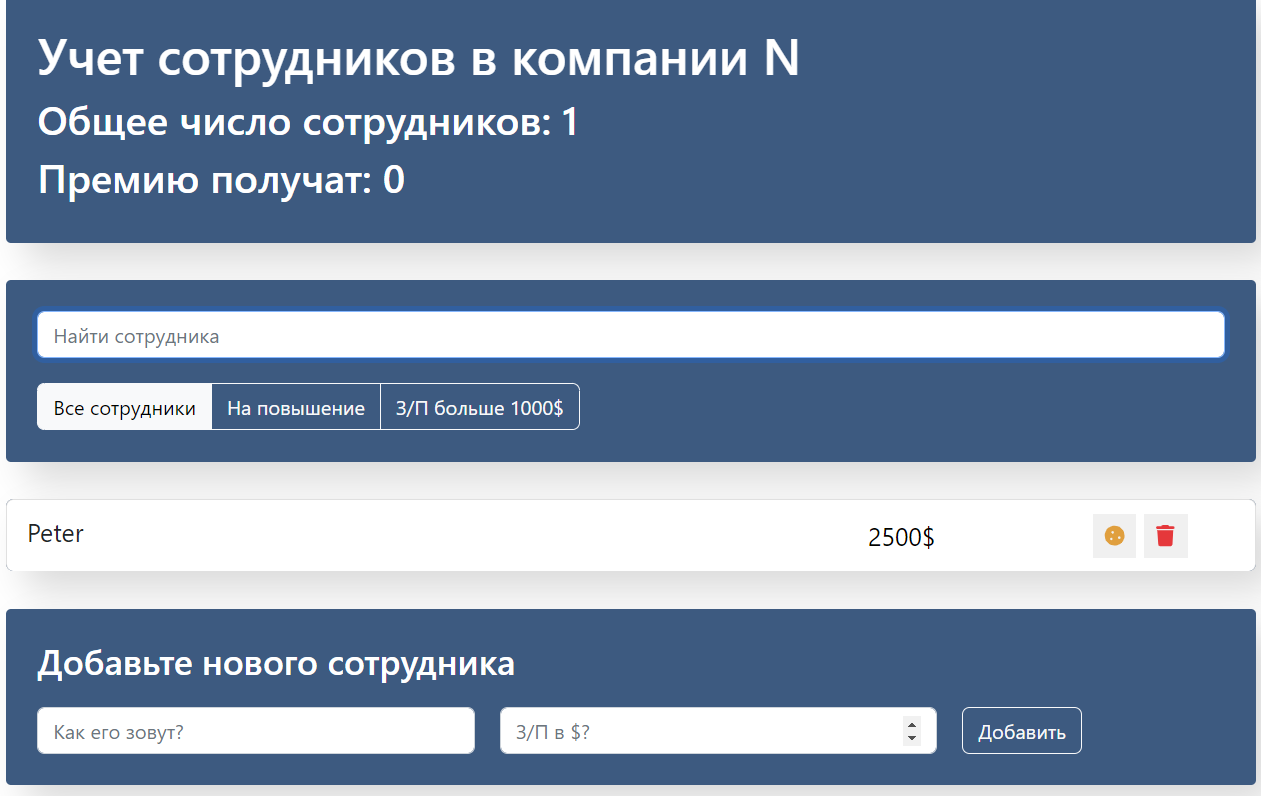 Учет сотрудников в компании N
Общее число сотрудников: 1
Премию получат: 0
Найти сотрудника
Все сотрудники На повышение З/П больше 1000$
Peter 2500$
Добавьте нового сотрудника
Как его зовут? З/П в $? Добавить